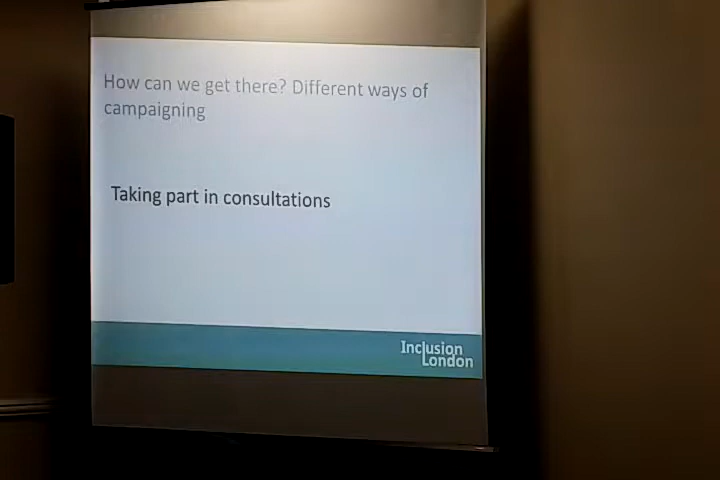 How can we get there? Different ways of
campaigning
Taking part in consultations
Inclusion
London